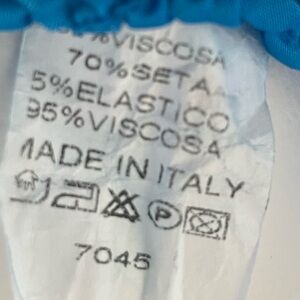 %VISCOSA
70%SETA
5%ELASTICO
95%VISCOSA
MADE IN ITALY
P
7045